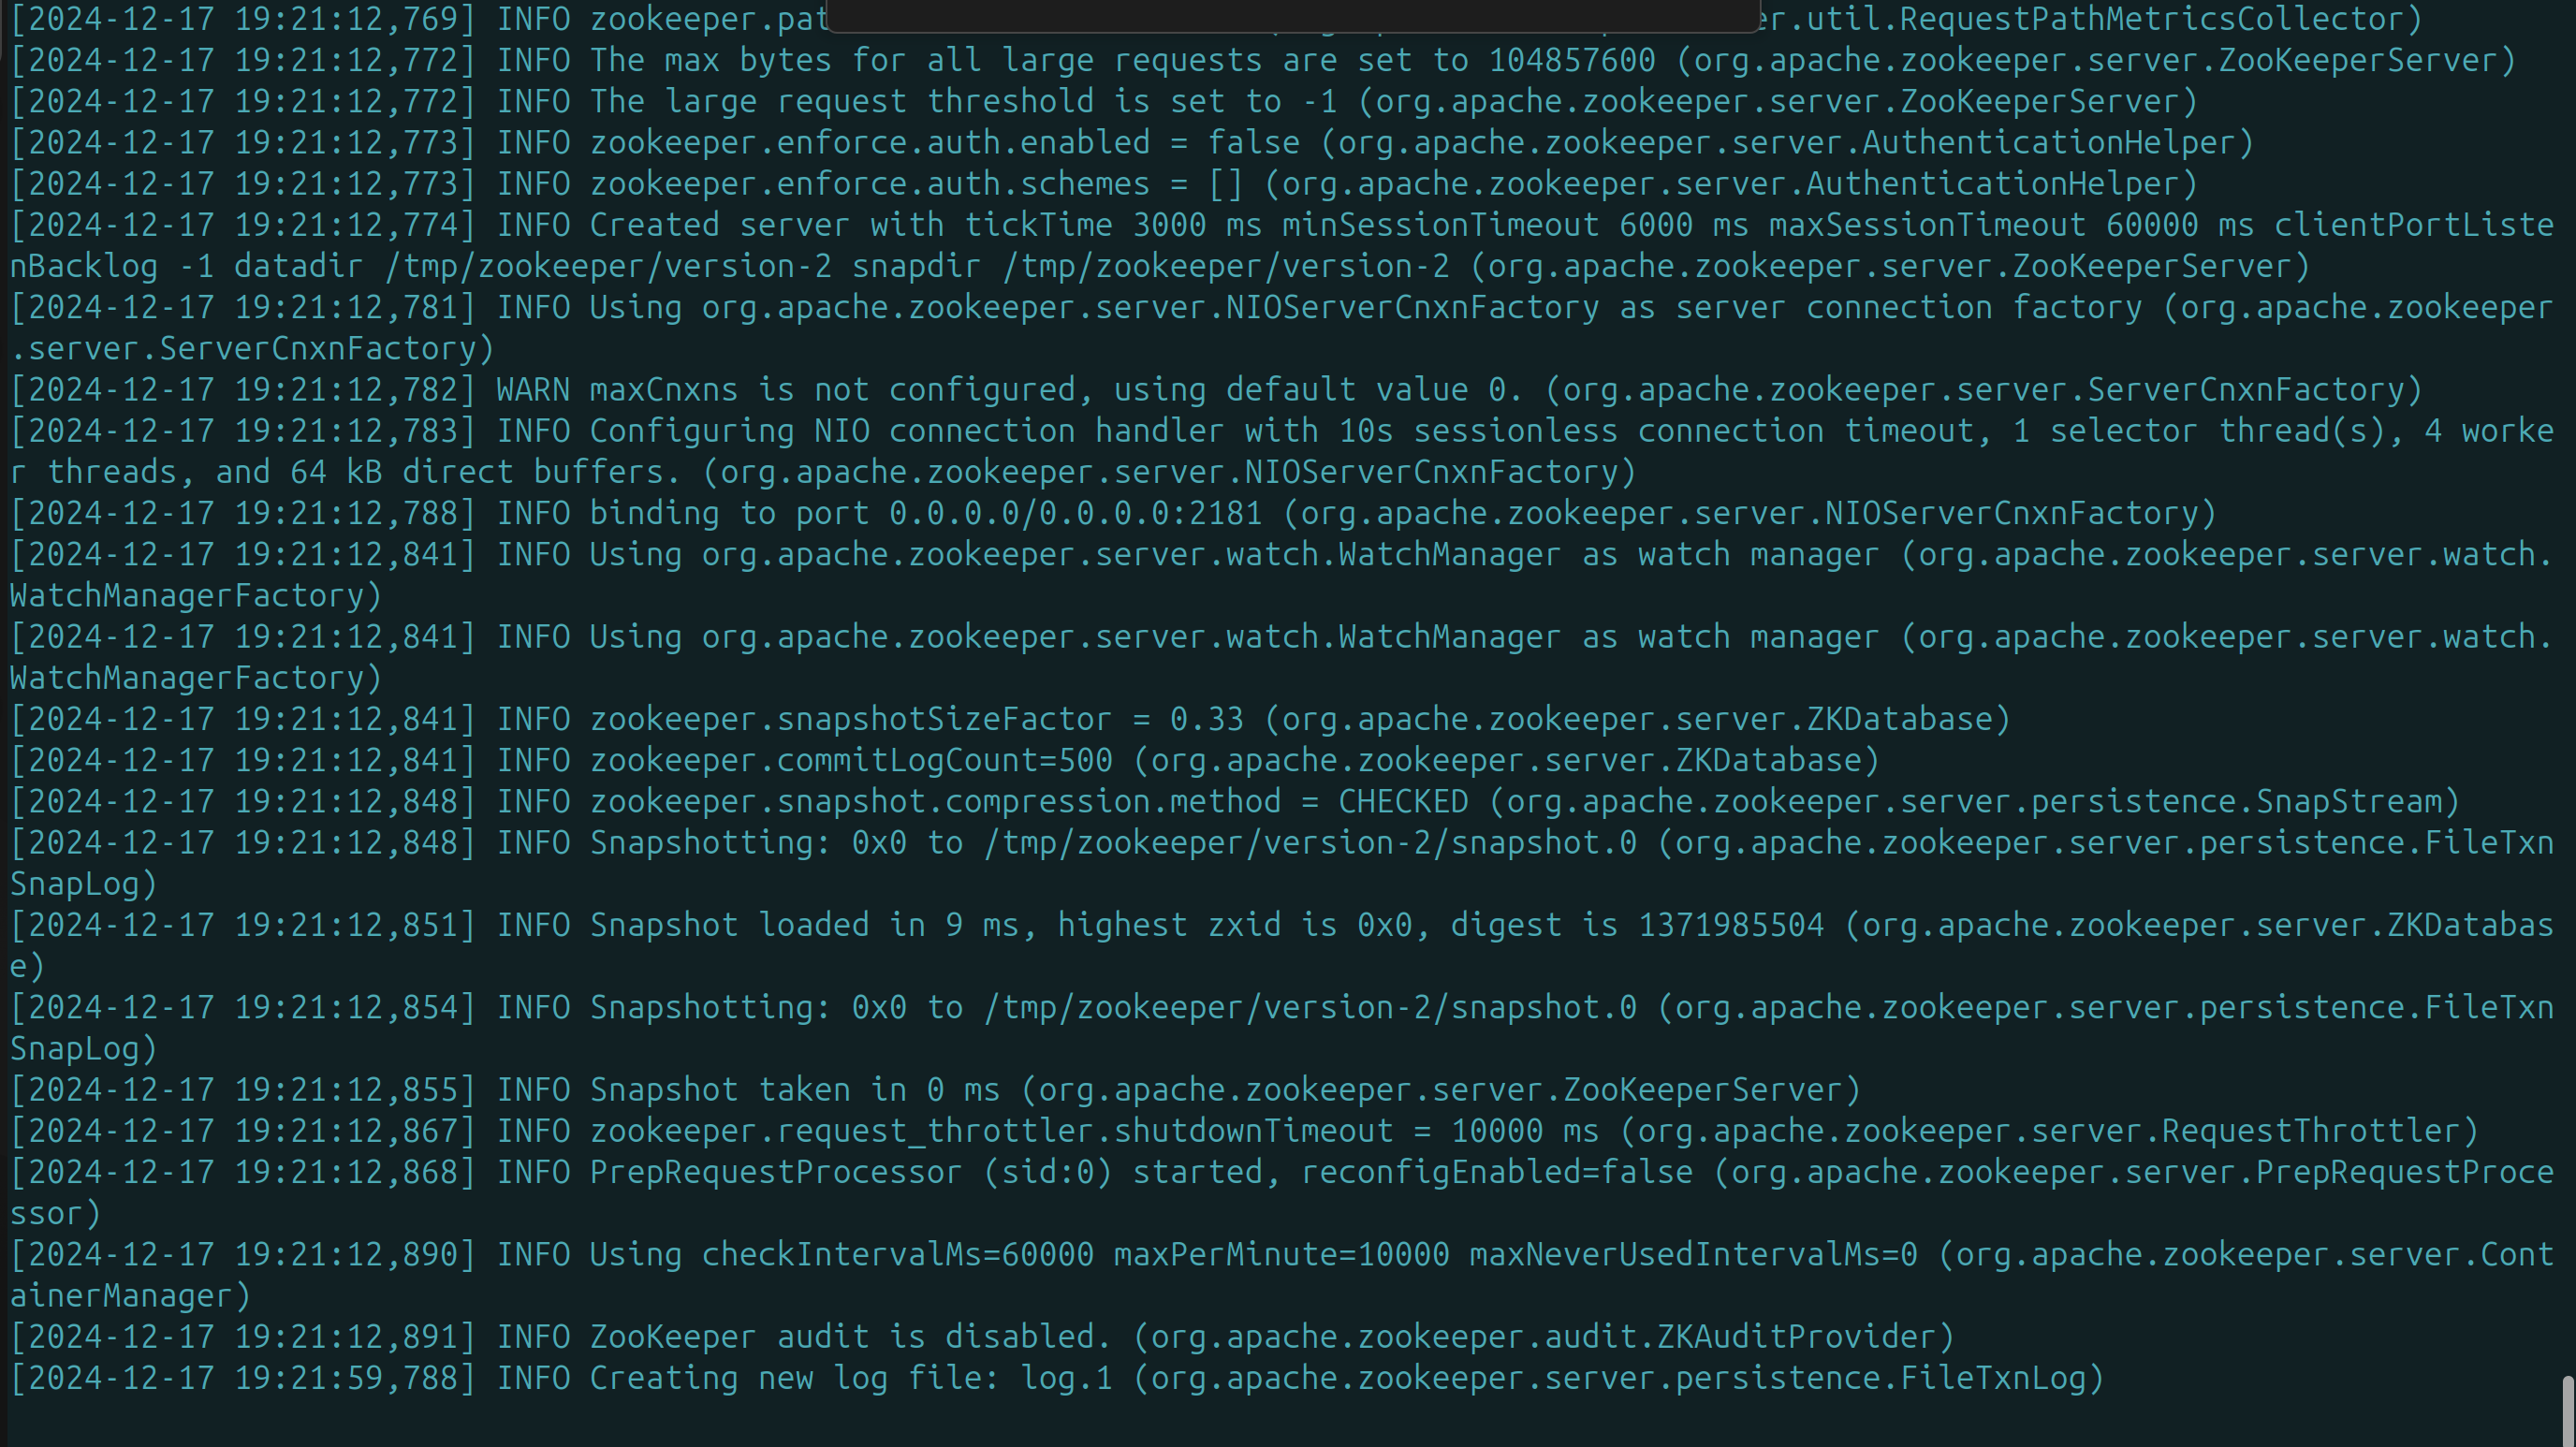 [2024-12-17 19:21:12,769] INFO zookeeper.pat er.util.RequestPathMetricsCollector)
[2024-12-17 19:21:12,772] INFO The max bytes for all large requests are set to 104857600 (org.apache.zookeeper.server.ZooKeeperServer)
[2024-12-17 19:21:12,772] INFO The large request threshold is set to -1 (org.apache.zookeeper.server.ZooKeeperServer)
[2024-12-17 19:21:12,773] INFO zookeeper.enforce.auth.enabled = false (org.apache.zookeeper.server.AuthenticationHelper)
[2024-12-17 19:21:12,773] INFO zookeeper.enforce.auth.schemes = [] (org.apache.zookeeper.server.AuthenticationHelper)
[2024-12-17 19:21:12,774] INFO Created server with tickTime 3000 ms minSessionTimeout 6000 ms maxSessionTimeout 60000 ms clientPortListe
nBacklog -1 datadir /tmp/zookeeper/version-2 snapdir /tmp/zookeeper/version-2 (org.apache.zookeeper.server.ZooKeeperServer)
[2024-12-17 19:21:12,781] INFO Using org.apache.zookeeper.server.NIOServerCnxnFactory as server connection factory (org.apache.zookeeper
.server.ServerCnxnFactory)
[2024-12-17 19:21:12,782] WARN maxCnxns is not configured, using default value 0. (org.apache.zookeeper.server.ServerCnxnFactory)
[2024-12-17 19:21:12,783] INFO Configuring NIO connection handler with 10s sessionless connection timeout, 1 selector thread(s), 4 worke
r threads, and 64 kB direct buffers. (org.apache.zookeeper.server.NIOServerCnxnFactory)
[2024-12-17 19:21:12,788] INFO binding to port 0.0.0.0/0.0.0.0:2181 (org.apache.zookeeper.server.NIOServerCnxnFactory)
[2024-12-17 19:21:12,841] INFO Using org.apache.zookeeper.server.watch.WatchManager as watch manager (org.apache.zookeeper.server.watch.
WatchManagerFactory)
[2024-12-17 19:21:12,841] INFO Using org.apache.zookeeper.server.watch.WatchManager as watch manager (org.apache.zookeeper.server.watch.
WatchManagerFactory)
[2024-12-17 19:21:12,841] INFO zookeeper.snapshotSizeFactor = 0.33 (org.apache.zookeeper.server.ZKDatabase)
[2024-12-17 19:21:12,841] INFO zookeeper.commitLogCount=500 (org.apache.zookeeper.server.ZKDatabase)
[2024-12-17 19:21:12,848] INFO zookeeper.snapshot.compression.method = CHECKED (org.apache.zookeeper.server.persistence.SnapStream)
[2024-12-17 19:21:12,848] INFO Snapshotting: 0x0 to /tmp/zookeeper/version-2/snapshot.0 (org.apache.zookeeper.server.persistence.FileTxn
SnapLog)
[2024-12-17 19:21:12,851] INFO Snapshot loaded in 9 ms, highest zxid is 0x0, digest is 1371985504 (org.apache.zookeeper.server.ZKDatabas
e)
[2024-12-17 19:21:12,854] INFO Snapshotting: 0x0 to /tmp/zookeeper/version-2/snapshot.0 (org.apache.zookeeper.server.persistence.FileTxn
SnapLog)
[2024-12-17 19:21:12,855] INFO Snapshot taken in 0 ms (org.apache.zookeeper.server.ZooKeeperServer)
[2024-12-17 19:21:12,867] INFO zookeeper.request_throttler.shutdownTimeout = 10000 ms (org.apache.zookeeper.server.RequestThrottler)
[2024-12-17 19:21:12,868] INFO PrepRequestProcessor (sid:0) started, reconfigEnabled=false (org.apache.zookeeper.server.PrepRequestProce
ssor)
[2024-12-17 19:21:12,890] INFO Using checkIntervalMs=60000 maxPerMinute=10000 maxNeverUsedIntervalMs=0 (org.apache.zookeeper.server.Cont
ainerManager)
[2024-12-17 19:21:12,891] INFO ZooKeeper audit is disabled. (org.apache.zookeeper.audit.ZKAuditProvider)
[2024-12-17 19:21:59,788] INFO Creating new log file: log.1 (org.apache.zookeeper.server.persistence.FileTxnLog)